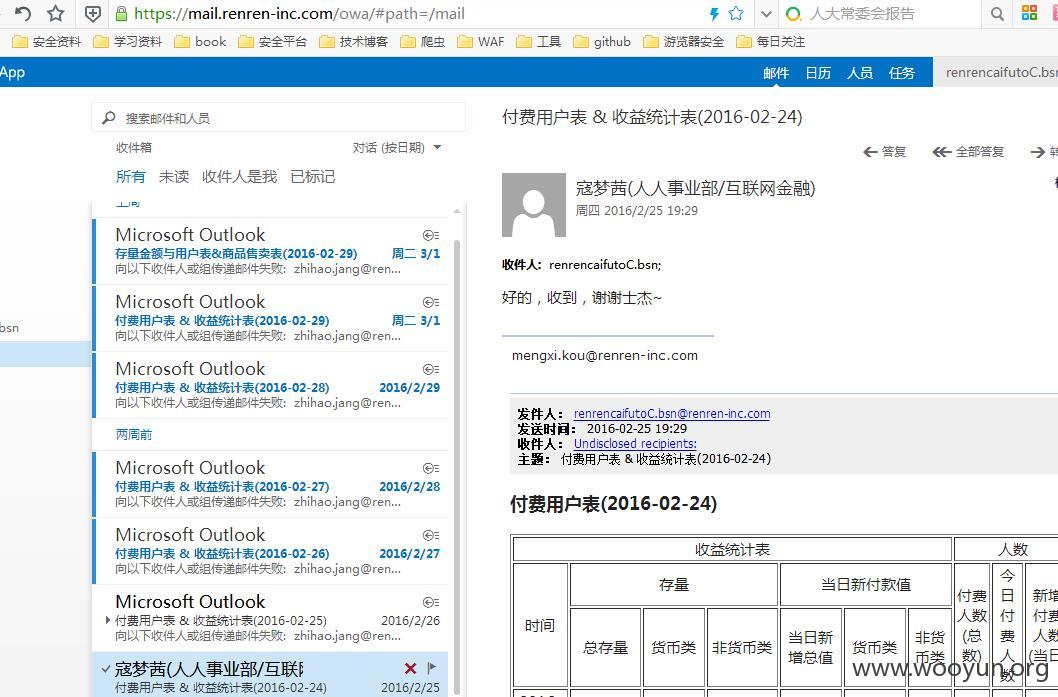 https://mail.renren-inc.com/owa/#path=/mail
人大常委会报告
安全资料 学习资料 book 安全平台 技术博客 爬虫 WAF 工具 github 游览器安全 每日关注
App
邮件 日历 人员 任务 renrencaifutoC.bsn
搜索邮件和人员
收件箱 对话 (按日期)
所有 未读 收件人是我 已标记
上周
Microsoft Outlook
存量金额与用户表&商品售卖表(2016-02-29) 周二 3/1
向以下收件人或组传递邮件失败: zhihao.jang@ren...
Microsoft Outlook
付费用户表 & 收益统计表(2016-02-29) 周二 3/1
向以下收件人或组传递邮件失败: zhihao.jang@ren...
Microsoft Outlook
付费用户表 & 收益统计表(2016-02-28) 2016/2/29
向以下收件人或组传递邮件失败: zhihao.jang@ren...
两周前
Microsoft Outlook
付费用户表 & 收益统计表(2016-02-27) 2016/2/28
向以下收件人或组传递邮件失败: zhihao.jang@ren...
Microsoft Outlook
付费用户表 & 收益统计表(2016-02-26) 2016/2/27
向以下收件人或组传递邮件失败: zhihao.jang@ren...
Microsoft Outlook
付费用户表 & 收益统计表(2016-02-25) 2016/2/26
向以下收件人或组传递邮件失败: zhihao.jang@ren...
寇梦茜(人人事业部/互联
付费用户表 & 收益统计表(2016-02-24) 2016/2/25
bsn
付费用户表 & 收益统计表(2016-02-24)
答复 全部答复 转
寇梦茜(人人事业部/互联网金融)
周四 2016/2/25 19:29
收件人: renrencaifutoC.bsn;
好的，收到，谢谢士杰~
mengxi.kou@renren-inc.com
发件人： renrencaifutoC.bsn@renren-inc.com
发送时间： 2016-02-25 19:29
收件人： Undisclosed recipients:
主题： 付费用户表 & 收益统计表(2016-02-24)
付费用户表(2016-02-24)
收益统计表 人数
时间 存量 当日新付款值 付费人数(总数) 今日付费人数 新增付费人数(当日
总存量 货币类 非货币类 当日新增总值 货币类 非货币类
www.wooyun.org